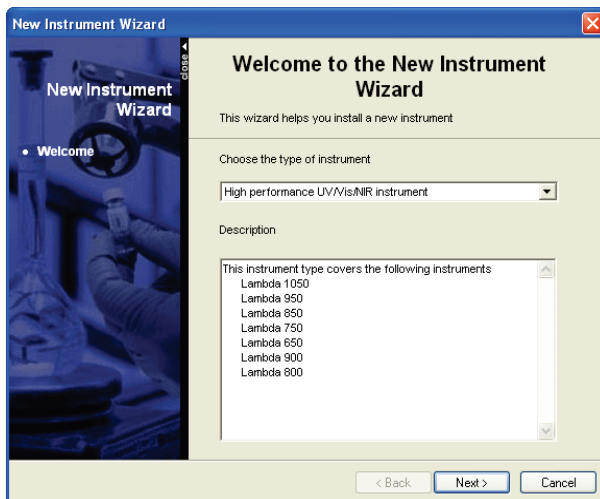 New Instrument Wizard
close
New Instrument
Wizard
• Welcome
Welcome to the New Instrument
Wizard
This wizard helps you install a new instrument
Choose the type of instrument
High performance UV/Vis/NIR instrument
Description
This instrument type covers the following instruments
Lambda 1050
Lambda 950
Lambda 850
Lambda 750
Lambda 650
Lambda 900
Lambda 800
< Back
Next >
Cancel